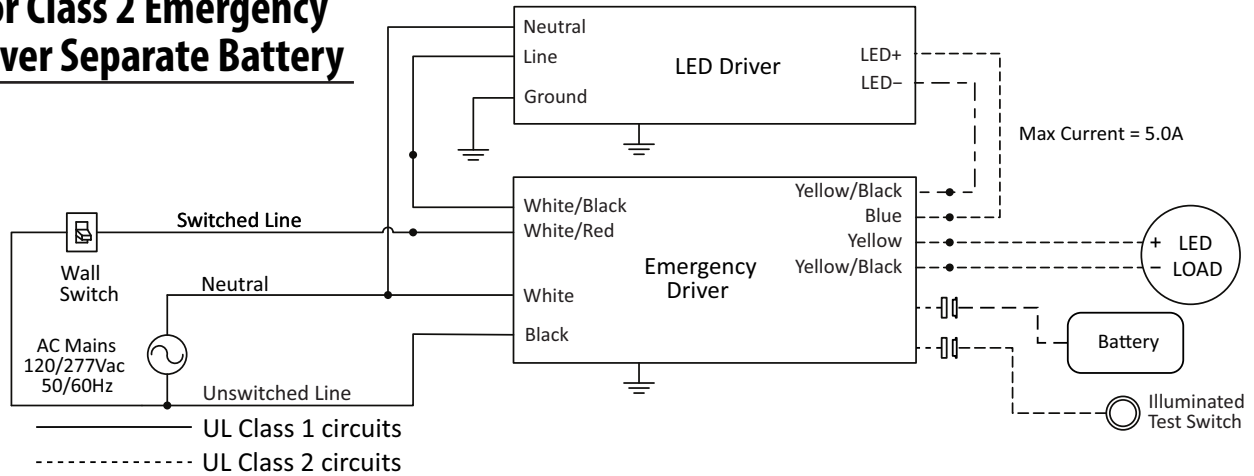 or Class 2 Emergency
ver Separate Battery
Neutral
Line
Ground
LED Driver
LED+
LED–
Max Current = 5.0A
White/Black
White/Red
White
Black
Emergency
Driver
Yellow/Black
Blue
Yellow
Yellow/Black
+ LED
– LOAD
Battery
Illuminated
Test Switch
Switched Line
Wall
Switch
Neutral
AC Mains
120/277Vac
50/60Hz
Unswitched Line
UL Class 1 circuits
UL Class 2 circuits